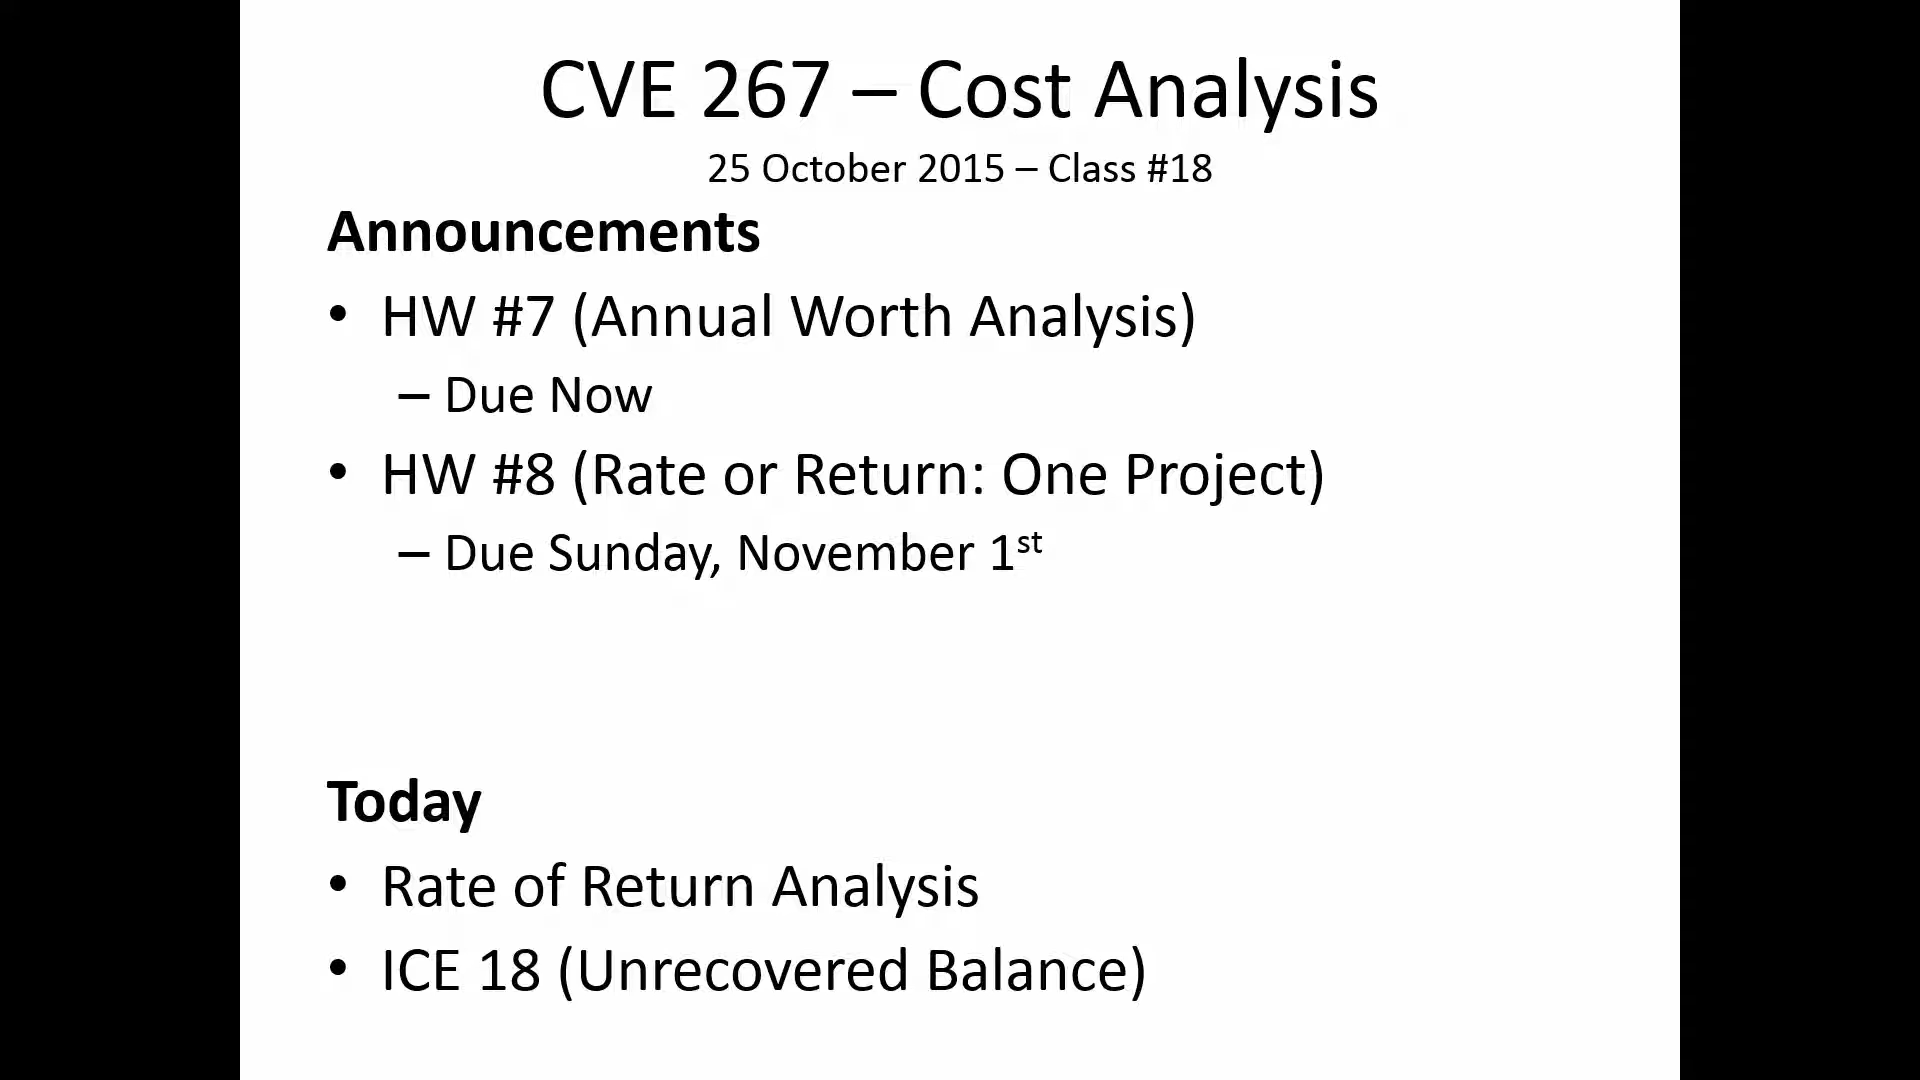 CVE 267 – Cost Analysis
25 October 2015 – Class #18
Announcements
• HW #7 (Annual Worth Analysis)
– Due Now
• HW #8 (Rate or Return: One Project)
– Due Sunday, November 1st
Today
• Rate of Return Analysis
• ICE 18 (Unrecovered Balance)